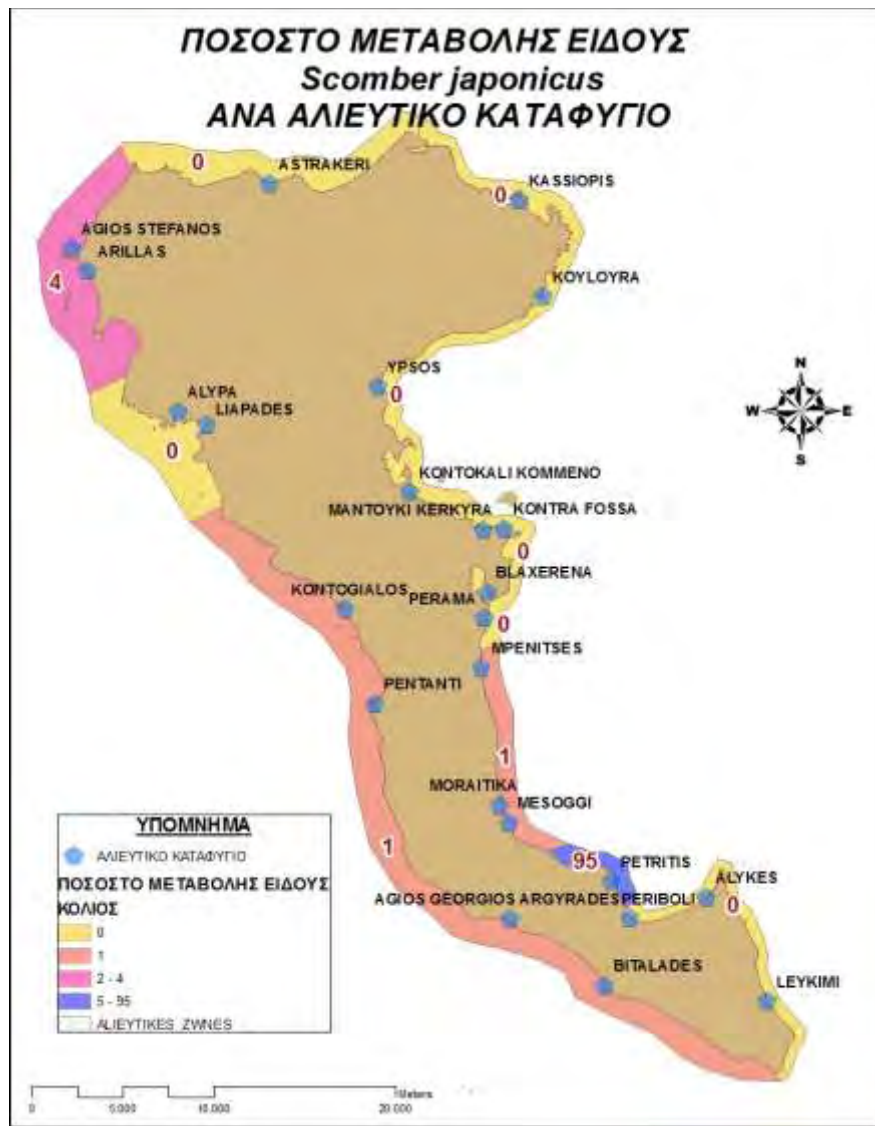 ΠΟΣΟΣΤΟ ΜΕΤΑΒΟΛΗΣ ΕΙΔΟΥΣ
Scomber japonicus
ΑΝΑ ΑΛΙΕΥΤΙΚΟ ΚΑΤΑΦΥΓΙΟ
0
ASTRAKERI
KASSIOPIS
0
AGIOS STEFANOS
ARILLAS
4
KOYLOYRA
N
W E
S
YPSOS
0
ALYPA
LIAPADES
0
KONTOKALI KOMMENO
MANTOYKI KERKYRA
KONTRA FOSSA
0
BLAXERENA
KONTOGIALOS
PERAMA
0
MPENITSES
PENTANTI
1
MORAITIKA
MESOGGI
1
95
PETRITIS
ALYKES
0
AGIOS GEORGIOS ARGYRADES
PERIBOLI
BITALADES
LEYKIMI
ΥΠΟΜΝΗΜΑ
ΑΛΙΕΥΤΙΚΟ ΚΑΤΑΦΥΓΙΟ
ΠΟΣΟΣΤΟ ΜΕΤΑΒΟΛΗΣ ΕΙΔΟΥΣ
ΚΟΛΙΟΣ
0
1
2 - 4
5 - 95
ALIEYTIKES_ZWNES
Meters
0 5.000 10.000 20.000